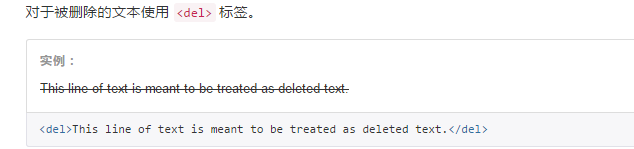 对于被删除的文本使用 <del> 标签。
实例：
This line of text is meant to be treated as deleted text.
<del>This line of text is meant to be treated as deleted text.</del>